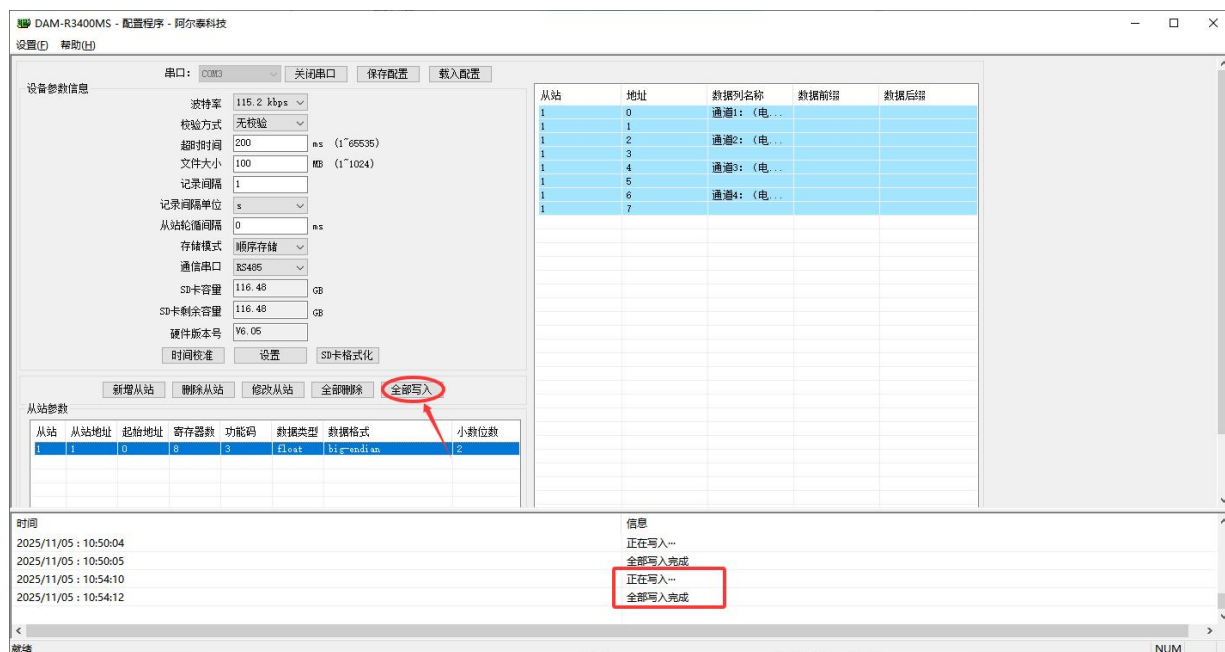 DAM-R3400MS - 配置程序 - 阿尔泰科技
设置(F) 帮助(H)
串口: COM3 关闭串口 保存配置 载入配置
设备参数信息
波特率 115.2 kbps
校验方式 无校验
超时时间 200 ms (1~65535)
文件大小 100 MB (1~1024)
记录间隔 1
记录间隔单位 s
从站轮循间隔 0 ms
存储模式 顺序存储
通信串口 RS485
SD卡容量 116.48 GB
SD卡剩余容量 116.48 GB
硬件版本号 V6.05
时间校准 设置 SD卡格式化
新增从站 删除从站 修改从站 全部删除 全部写入
从站参数
从站 从站地址 起始地址 寄存器数 功能码 数据类型 数据格式 小数位数
1 1 0 8 3 float big-endian 2
从站 地址 数据列名称 数据前缀 数据后缀
1 0 通道1: (电...
1 1
1 2 通道2: (电...
1 3
1 4 通道3: (电...
1 5
1 6 通道4: (电...
1 7
时间 信息
2025/11/05 : 10:50:04 正在写入…
2025/11/05 : 10:50:05 全部写入完成
2025/11/05 : 10:54:10 正在写入…
2025/11/05 : 10:54:12 全部写入完成
就绪 NUM